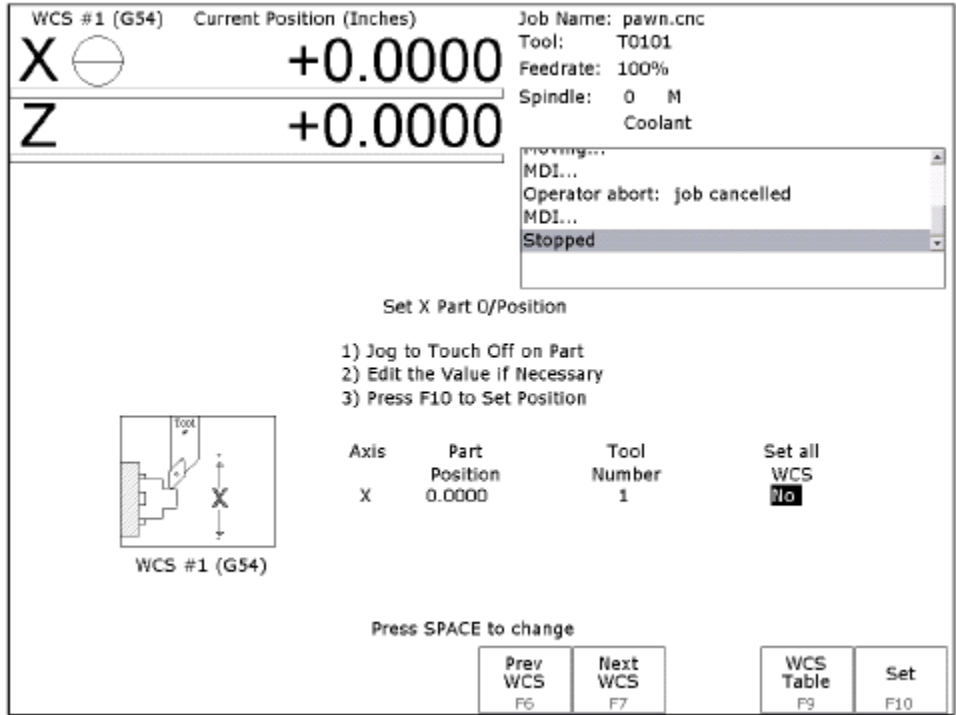 WCS #1 (G54) Current Position (Inches)
X +0.0000
Z +0.0000
Job Name: pawn.cnc
Tool: T0101
Feedrate: 100%
Spindle: 0 M
Coolant
Moving...
MDI...
Operator abort: job cancelled
MDI...
Stopped
Set X Part 0/Position
1) Jog to Touch Off on Part
2) Edit the Value if Necessary
3) Press F10 to Set Position
Tool
X
WCS #1 (G54)
Axis Part Tool Set all
Position Number WCS
X 0.0000 1 No
Press SPACE to change
Prev WCS F6
Next WCS F7
WCS Table F9
Set F10